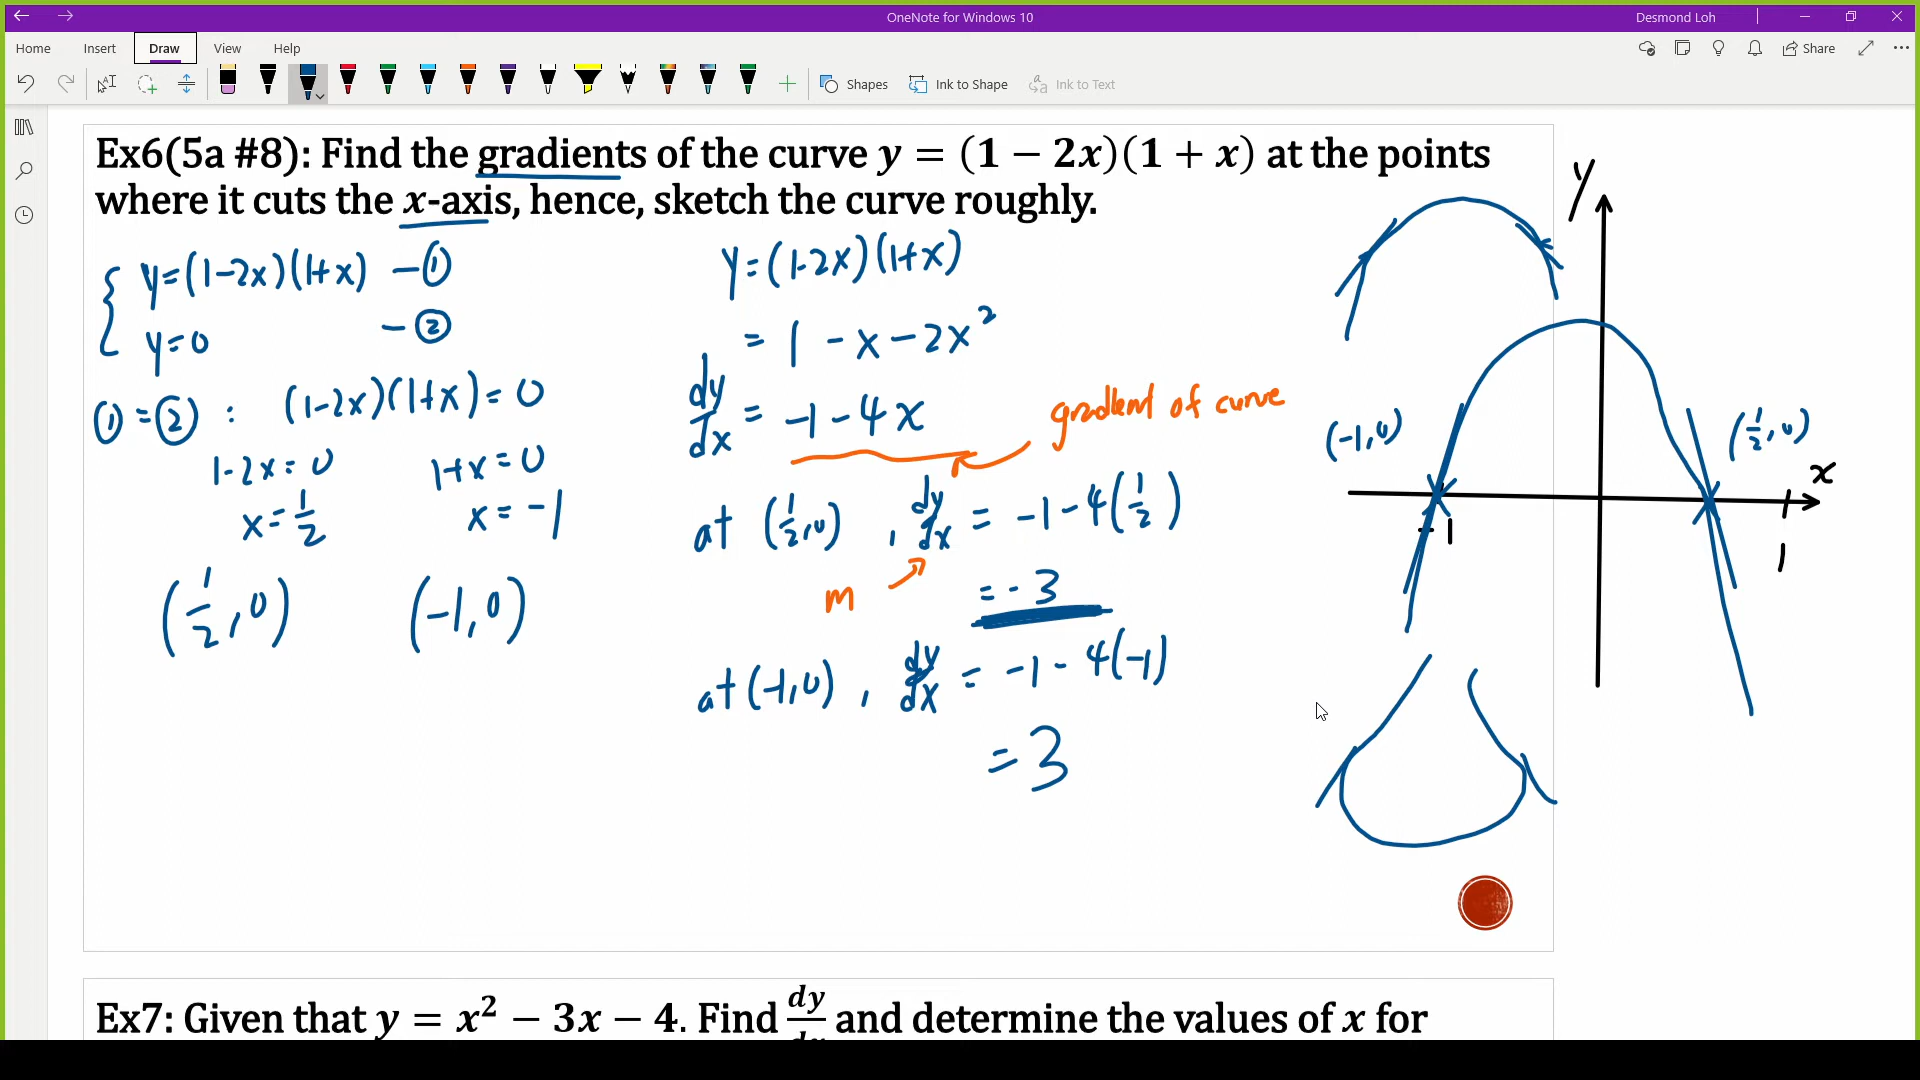 OneNote for Windows 10
Desmond Loh
Home Insert Draw View Help
Share
Shapes Ink to Shape Ink to Text
Ex6(5a #8): Find the gradients of the curve y = (1 − 2x)(1 + x) at the points
where it cuts the x-axis, hence, sketch the curve roughly.
y=(1-2x)(1+x) -①
y=0 -②
①=②: (1-2x)(1+x)=0
1-2x=0 1+x=0
x=1/2 x=-1
(1/2,0) (-1,0)
y=(1-2x)(1+x)
= 1-x-2x²
dy/dx = -1-4x
gradient of curve
at (1/2,0), dy/dx = -1-4(1/2)
m
=-3
at (-1,0), dy/dx = -1-4(-1)
=3
y
(-1,0)
(1/2,0)
x
-1
1
Ex7: Given that y = x² − 3x − 4. Find dy/dx and determine the values of x for